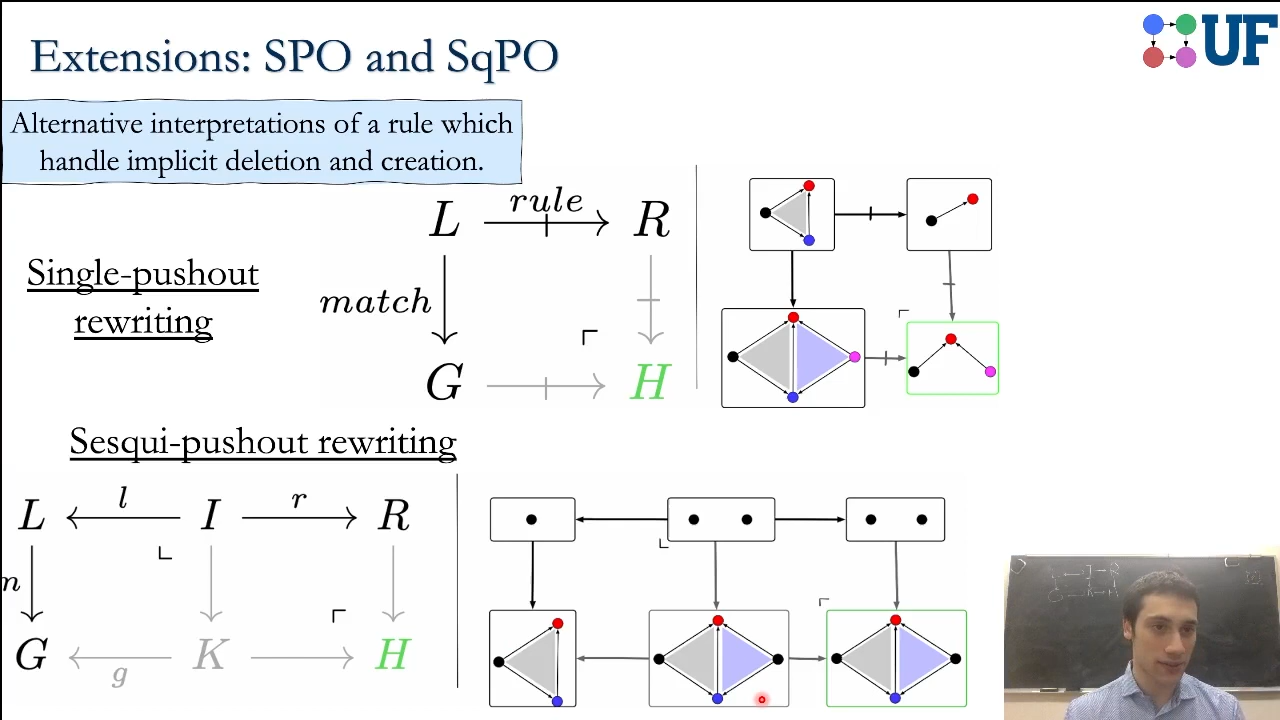 Extensions: SPO and SqPO
UF
Alternative interpretations of a rule which
handle implicit deletion and creation.
Single-pushout
rewriting
L rule R
match
G H
Sesqui-pushout rewriting
L l I r R
G g K H